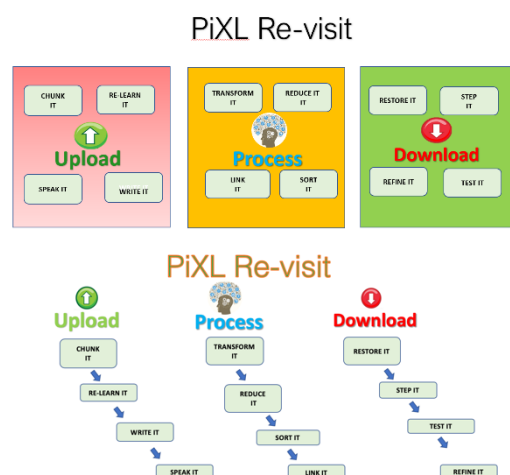 PiXL Re-visit
CHUNK
IT
RE-LEARN
IT
Upload
SPEAK IT
WRITE IT
TRANSFORM
IT
REDUCE IT
IT
Process
LINK
IT
SORT
IT
RESTORE IT
STEP
IT
Download
REFINE IT
TEST IT
PiXL Re-visit
Upload
Process
Download
CHUNK
IT
RE-LEARN IT
WRITE IT
SPEAK IT
TRANSFORM
IT
REDUCE
IT
SORT IT
LINK IT
RESTORE IT
STEP IT
TEST IT
REFINE IT